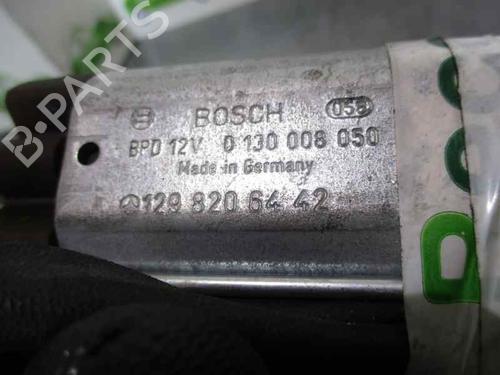 BOSCH 058
BPD 12V 0 130 008 050
Made in Germany
129 820 64 42
B-PARTS